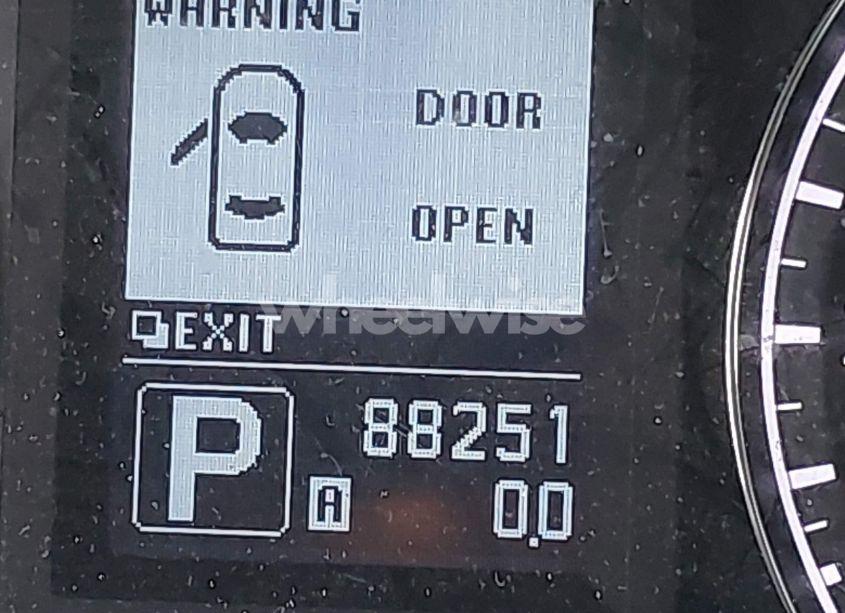 WARNING
DOOR
OPEN
wheelwise
EXIT
P
88251
A
0.0